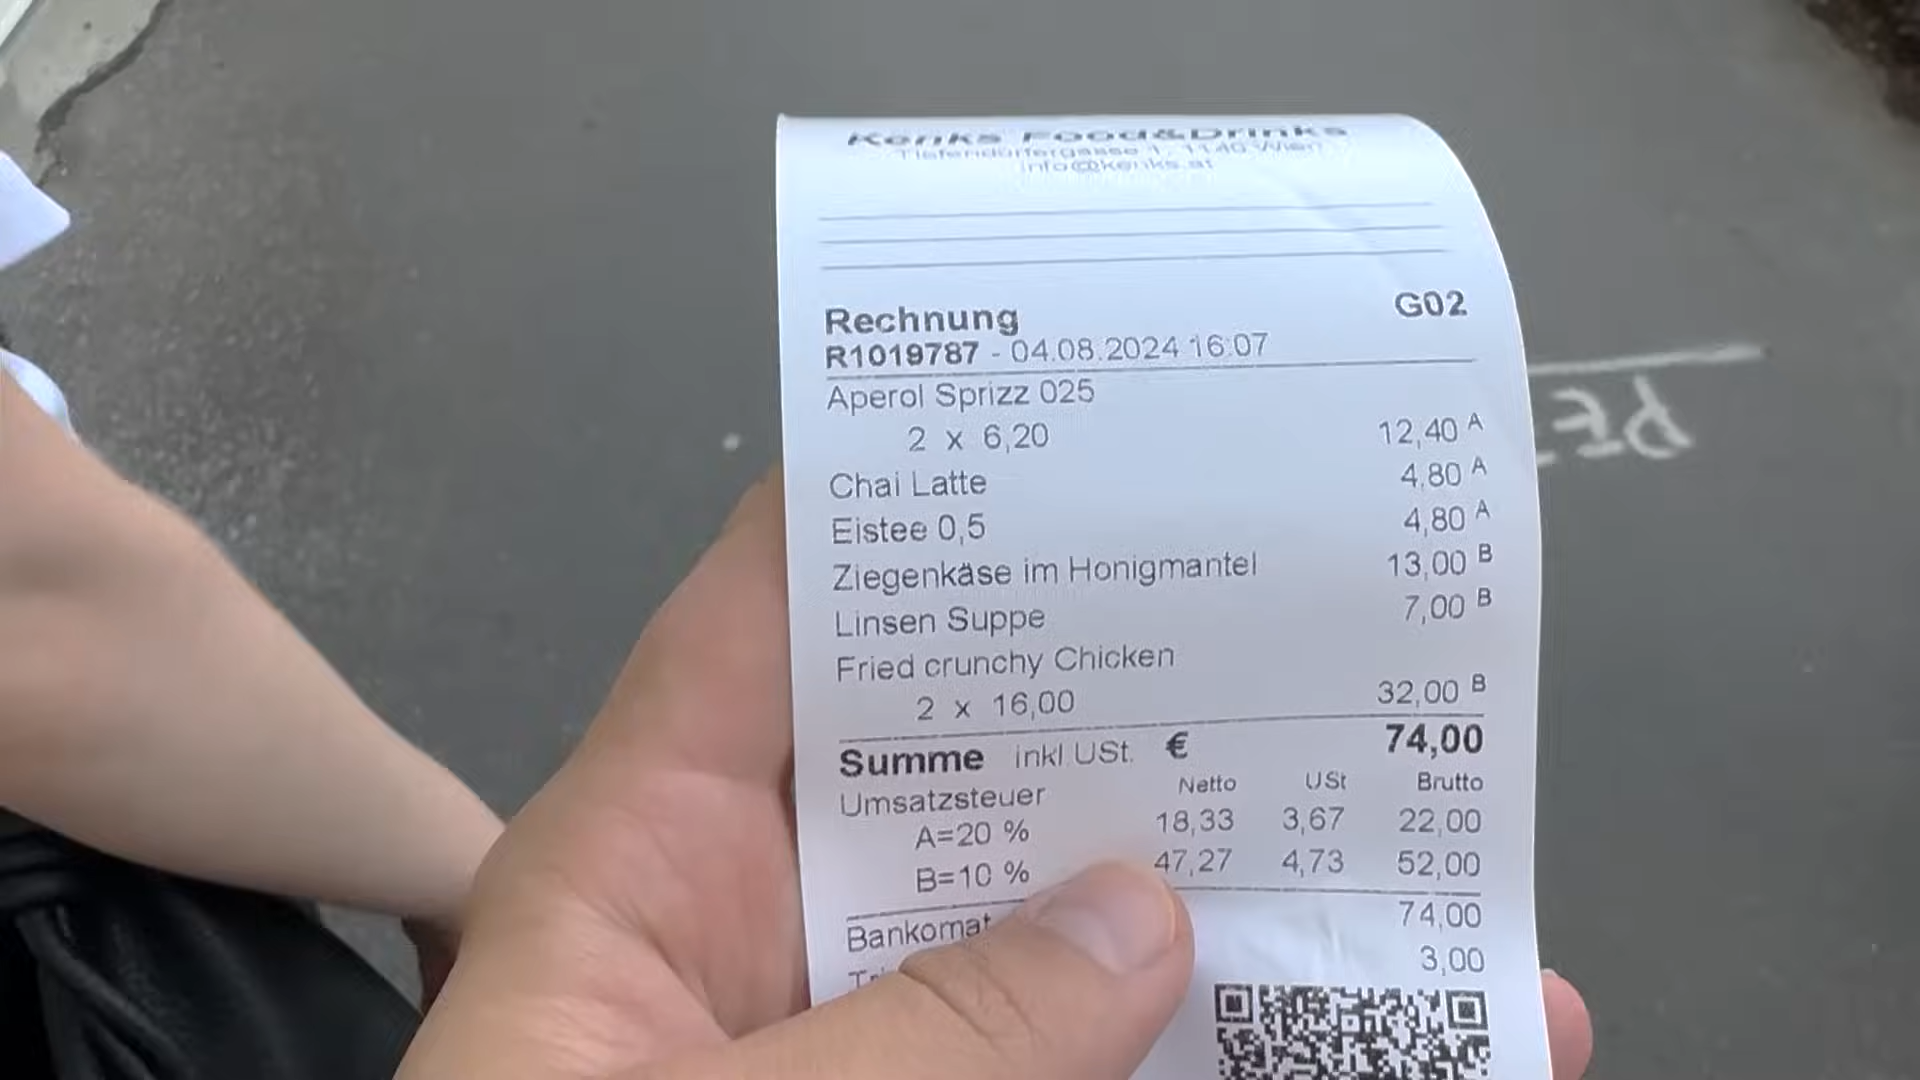 Kenks Food&Drinks
Tiefendorfergasse 1, 1140 Wien
info@kenks.at
Rechnung G02
R1019787 - 04.08.2024 16:07
Aperol Sprizz 025
2 x 6,20 12,40 A
Chai Latte 4,80 A
Eistee 0,5 4,80 A
Ziegenkäse im Honigmantel 13,00 B
Linsen Suppe 7,00 B
Fried crunchy Chicken
2 x 16,00 32,00 B
Summe inkl.USt. € 74,00
Umsatzsteuer Netto USt Brutto
A=20 % 18,33 3,67 22,00
B=10 % 47,27 4,73 52,00
Bankomat 74,00
3,00